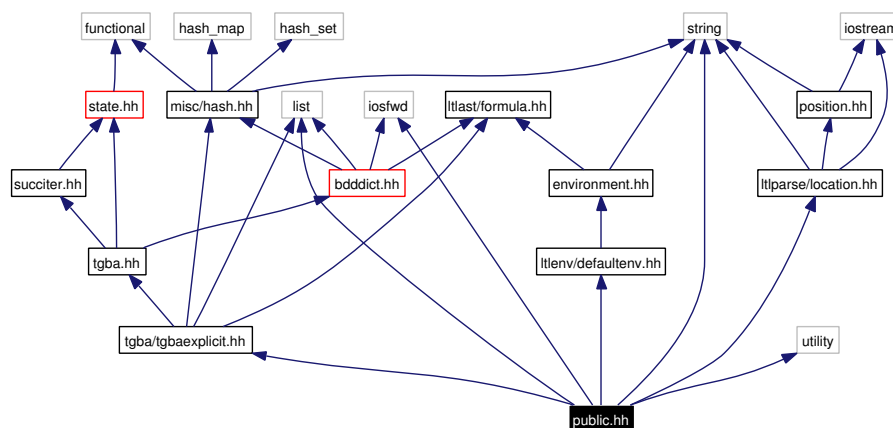 functional
hash_map
hash_set
string
iostream
state.hh
misc/hash.hh
list
iosfwd
ltlast/formula.hh
position.hh
succiter.hh
bdddict.hh
environment.hh
ltlparse/location.hh
tgba.hh
ltlenv/defaultenv.hh
tgba/tgbaexplicit.hh
utility
public.hh